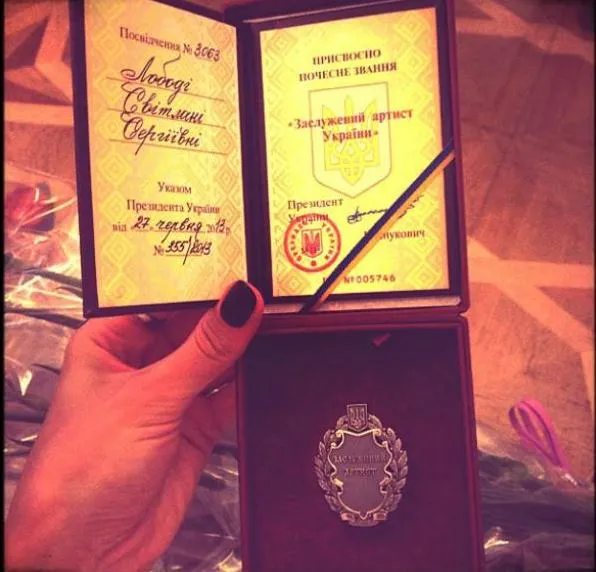 Посвідчення № 3063
Лободі
Світлані
Сергіївні
Указом
Президента України
від 27 червня 2013 р.
№ 355/2013
ПРИСВОЄНО
ПОЧЕСНЕ ЗВАННЯ
«Заслужений артист
України»
Президент
України
нукович
№005746
ЗАСЛУЖЕНИЙ
АРТИСТ